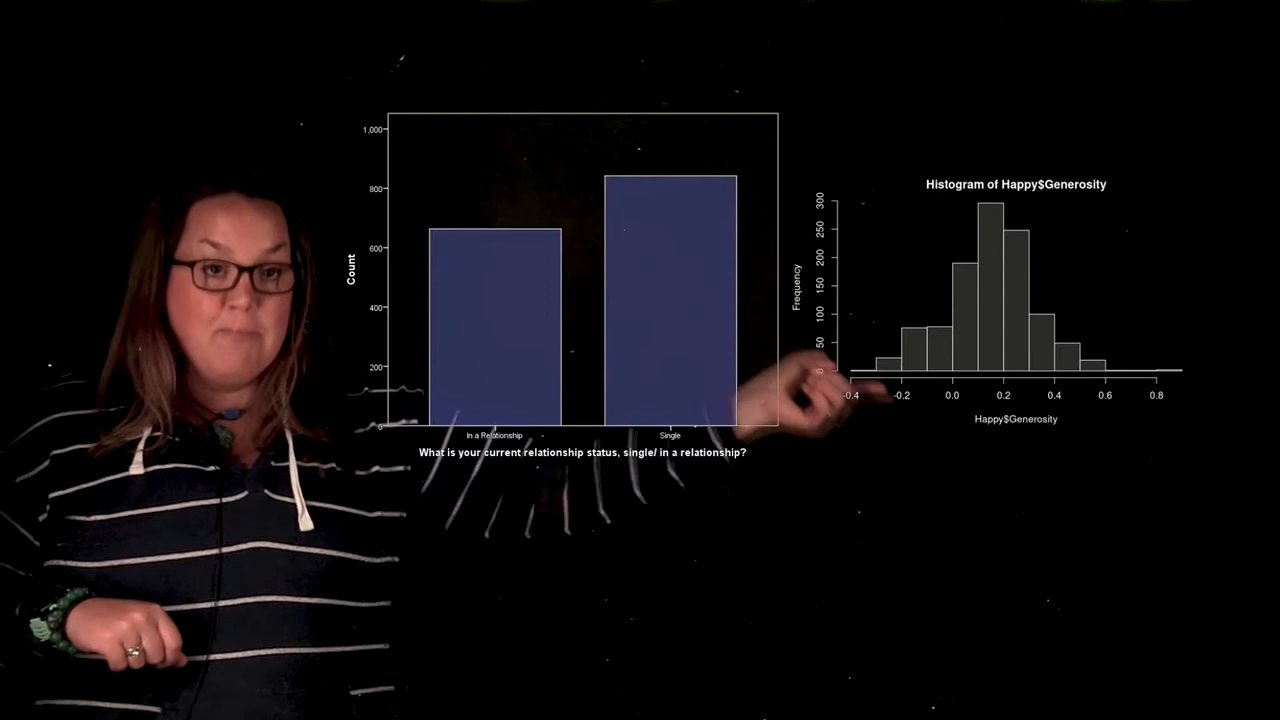 1,000
800
600
400
200
0
Count
In a Relationship
Single
What is your current relationship status, single/ in a relationship?
Histogram of Happy$Generosity
300
250
200
150
100
50
0
Frequency
-0.4 -0.2 0.0 0.2 0.4 0.6 0.8
Happy$Generosity